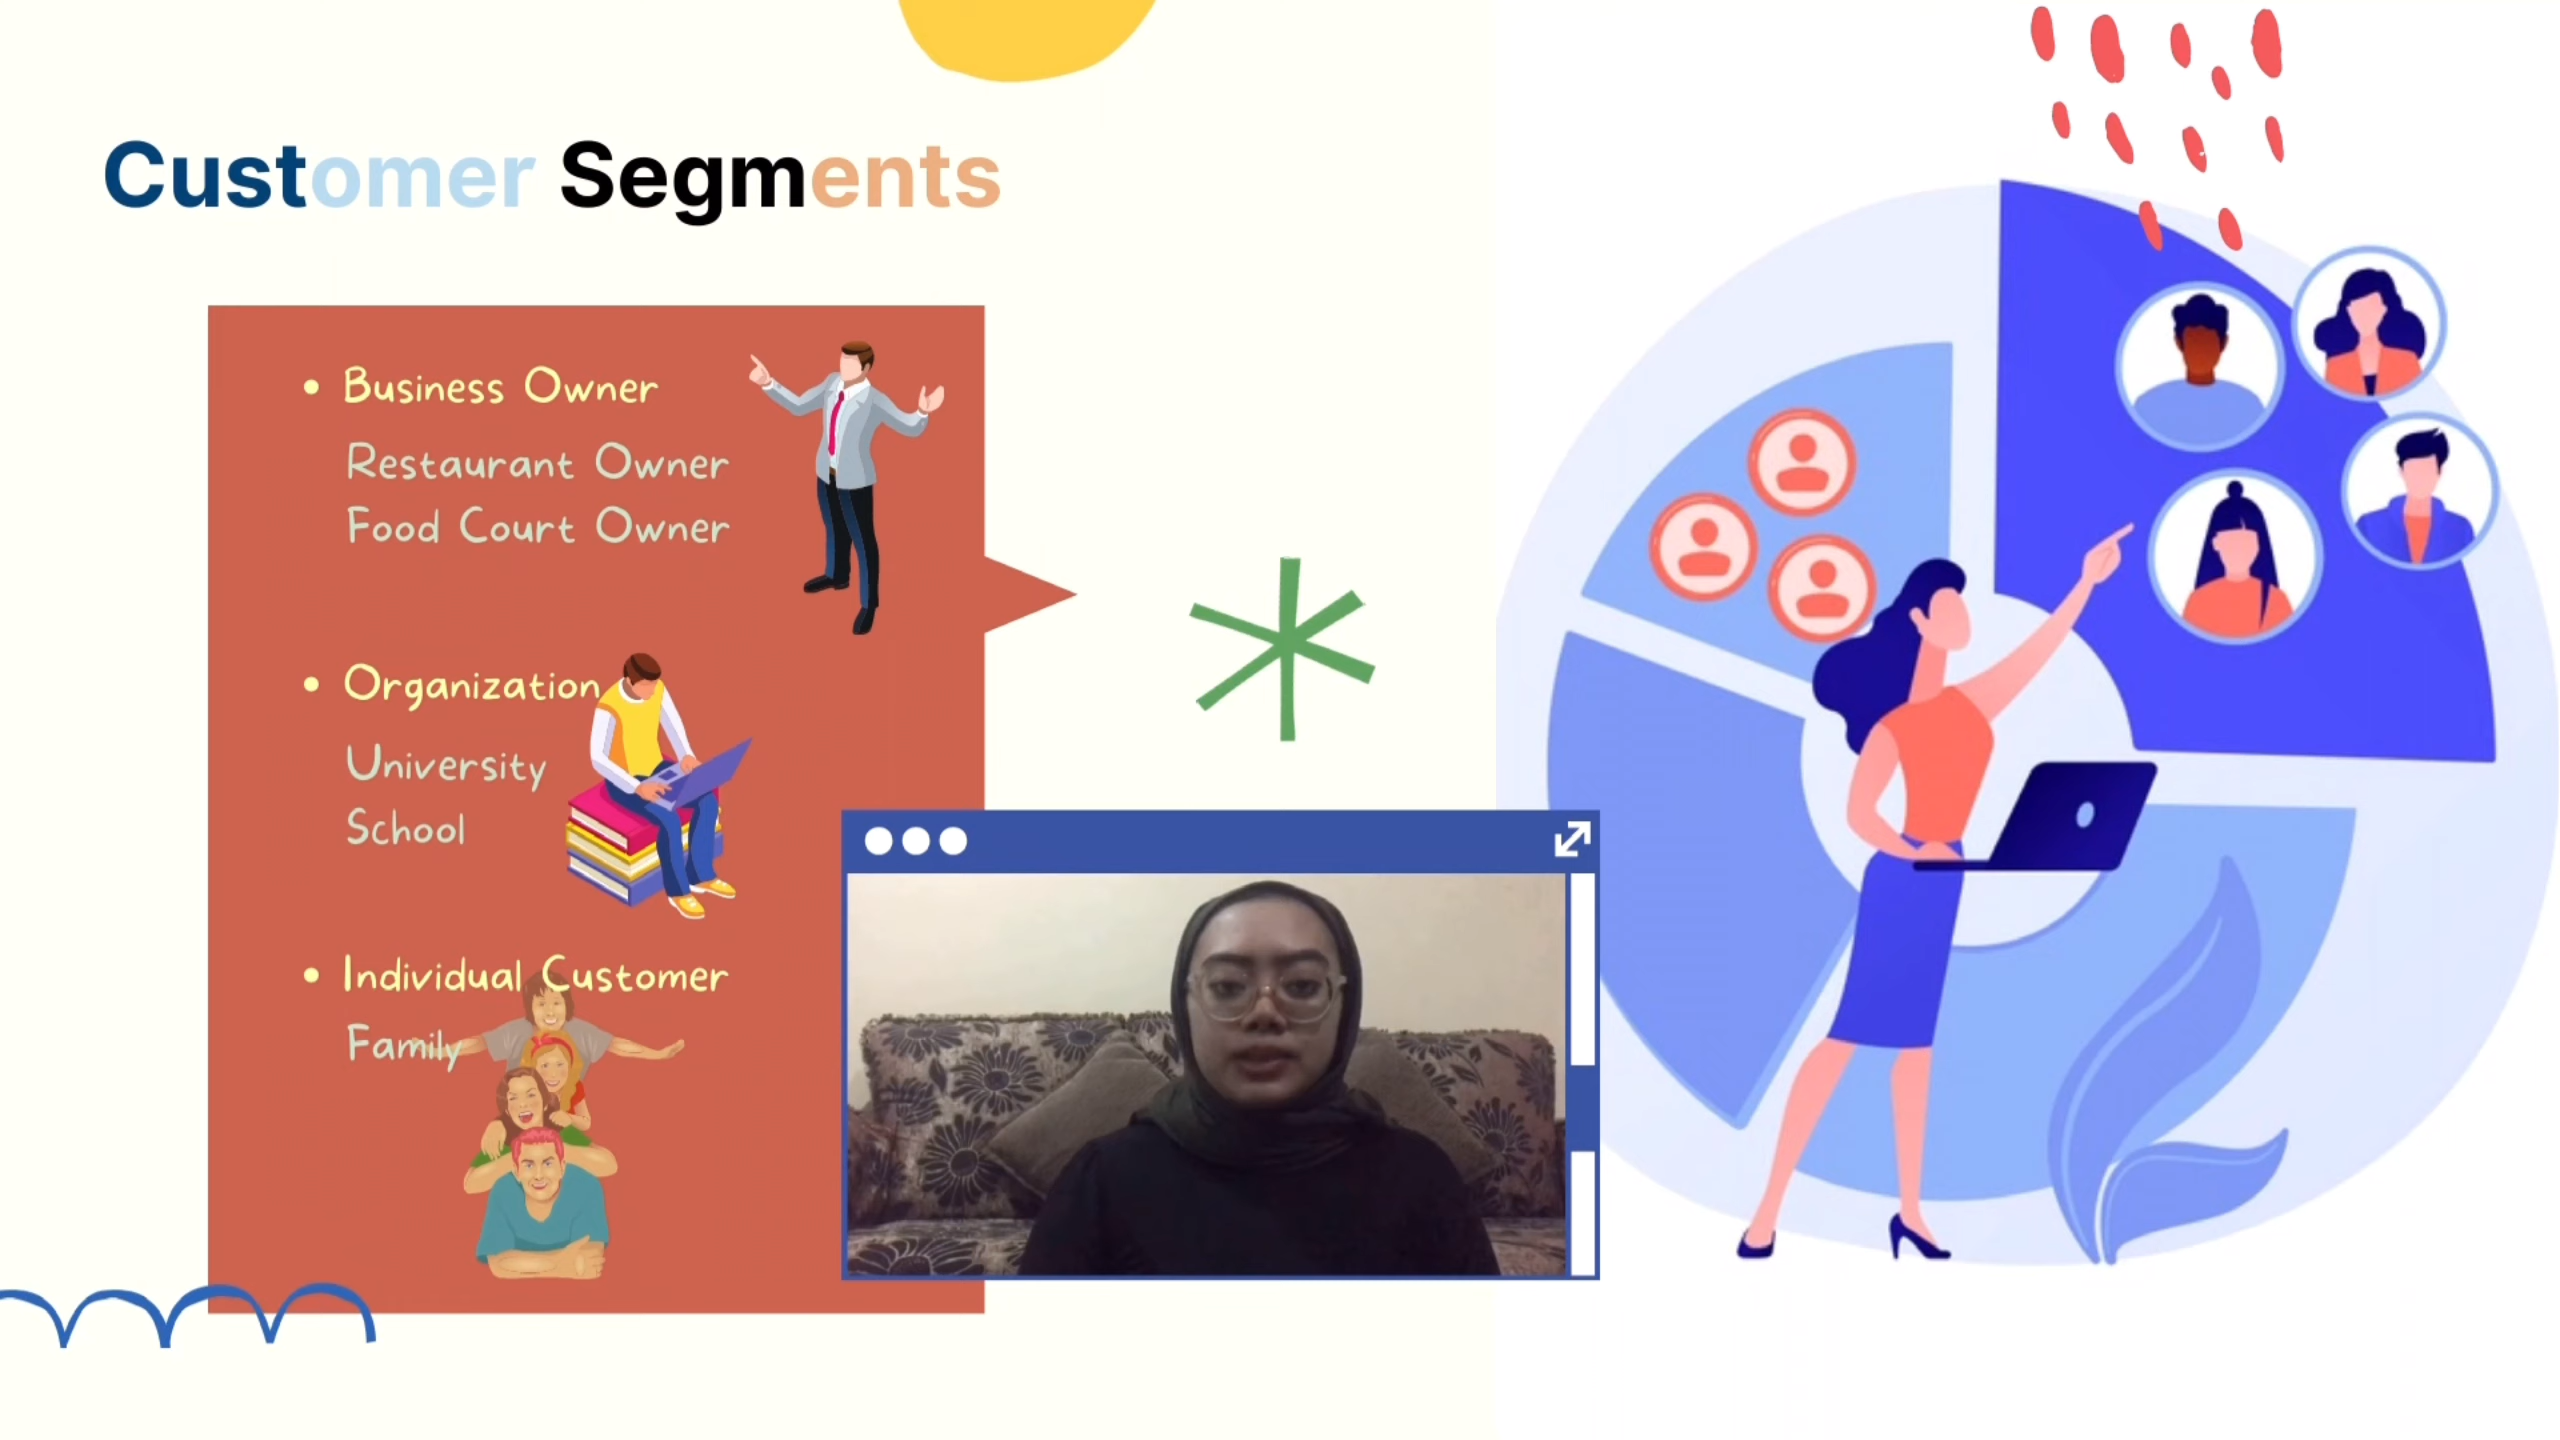 Customer Segments
Business Owner
Restaurant Owner
Food Court Owner
Organization
University
School
Individual Customer
Family